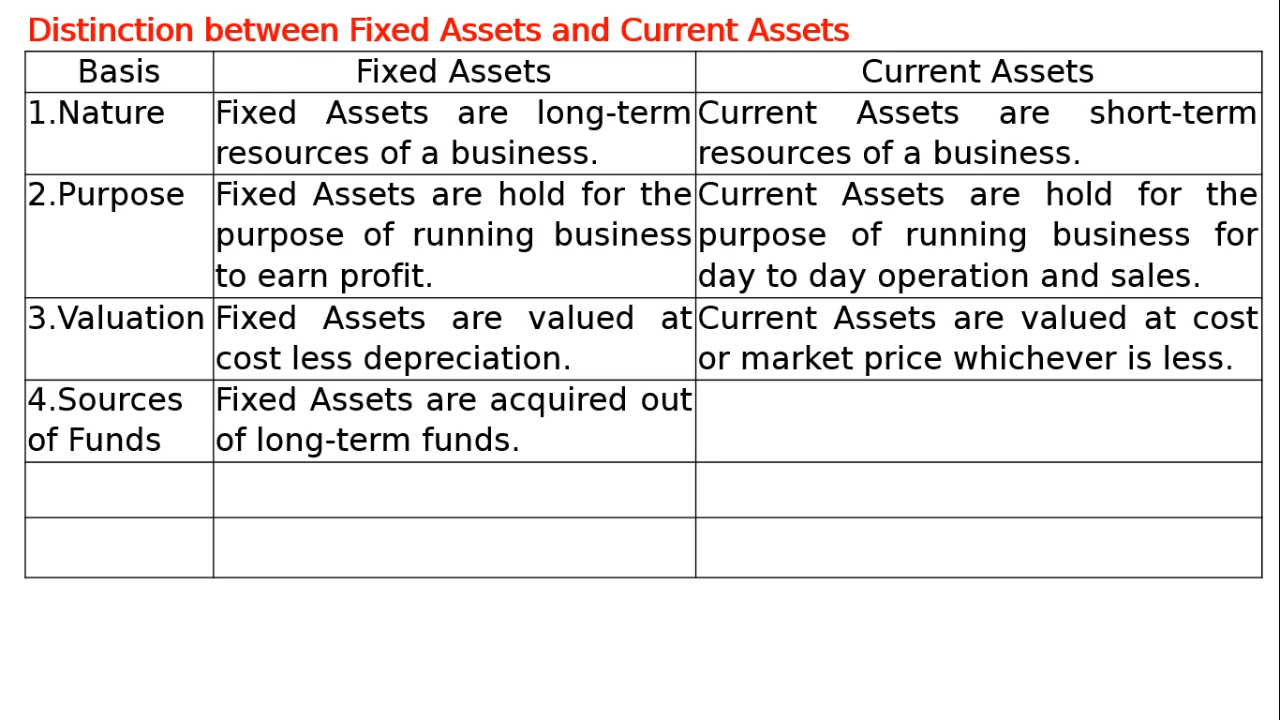 Distinction between Fixed Assets and Current Assets
Basis Fixed Assets Current Assets
1.Nature
Fixed Assets are long-term
resources of a business.
Current Assets are short-term
resources of a business.
2.Purpose
Fixed Assets are hold for the
purpose of running business
to earn profit.
Current Assets are hold for the
purpose of running business for
day to day operation and sales.
3.Valuation
Fixed Assets are valued at
cost less depreciation.
Current Assets are valued at cost
or market price whichever is less.
4.Sources
of Funds
Fixed Assets are acquired out
of long-term funds.